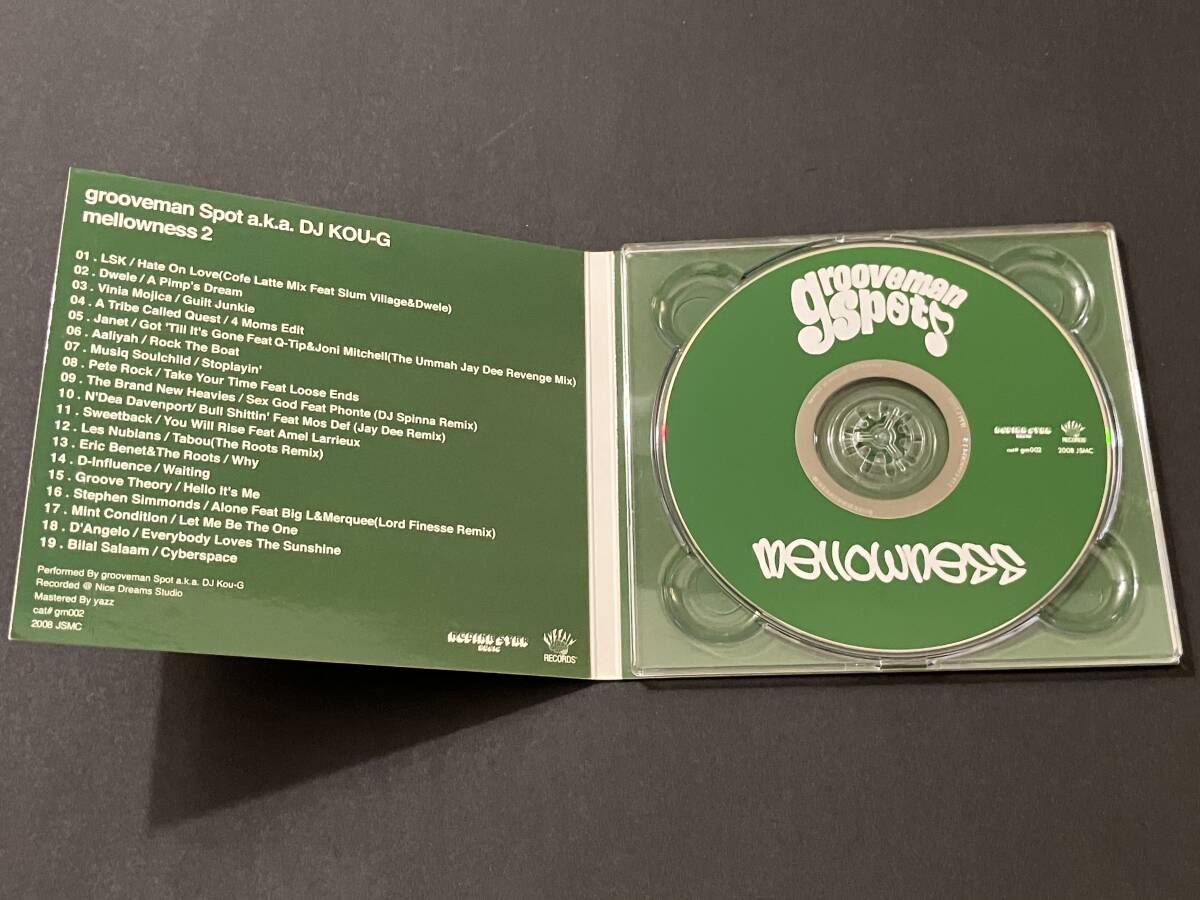 grooveman Spot a.k.a. DJ KOU-G
mellowness 2
01 . LSK / Hate On Love(Cofe Latte Mix Feat Slum Village&Dwele)
02 . Dwele / A Pimp's Dream
03 . Vinia Mojica / Guilt Junkie
04 . A Tribe Called Quest / 4 Moms Edit
05 . Janet / Got 'Till It's Gone Feat Q-Tip&Joni Mitchell(The Ummah Jay Dee Revenge Mix)
06 . Aaliyah / Rock The Boat
07 . Musiq Soulchild / Stoplayin'
08 . Pete Rock / Take Your Time Feat Loose Ends
09 . The Brand New Heavies / Sex God Feat Phonte (DJ Spinna Remix)
10 . N'Dea Davenport/ Bull Shittin' Feat Mos Def (Jay Dee Remix)
11 . Sweetback / You Will Rise Feat Amel Larrieux
12 . Les Nubians / Tabou(The Roots Remix)
13 . Eric Benet&The Roots / Why
14 . D-Influence / Waiting
15 . Groove Theory / Hello It's Me
16 . Stephen Simmonds / Alone Feat Big L&Merquee(Lord Finesse Remix)
17 . Mint Condition / Let Me Be The One
18 . D'Angelo / Everybody Loves The Sunshine
19 . Bilal Salaam / Cyberspace
Performed By grooveman Spot a.k.a. DJ Kou-G
Recorded @ Nice Dreams Studio
Mastered By yazz
cat# gm002
2008 JSMC
MUSIC
RECORDS
grooveman
spot
MUSIC
RECORDS
cat# gm002
2008 JSMC
mellowness